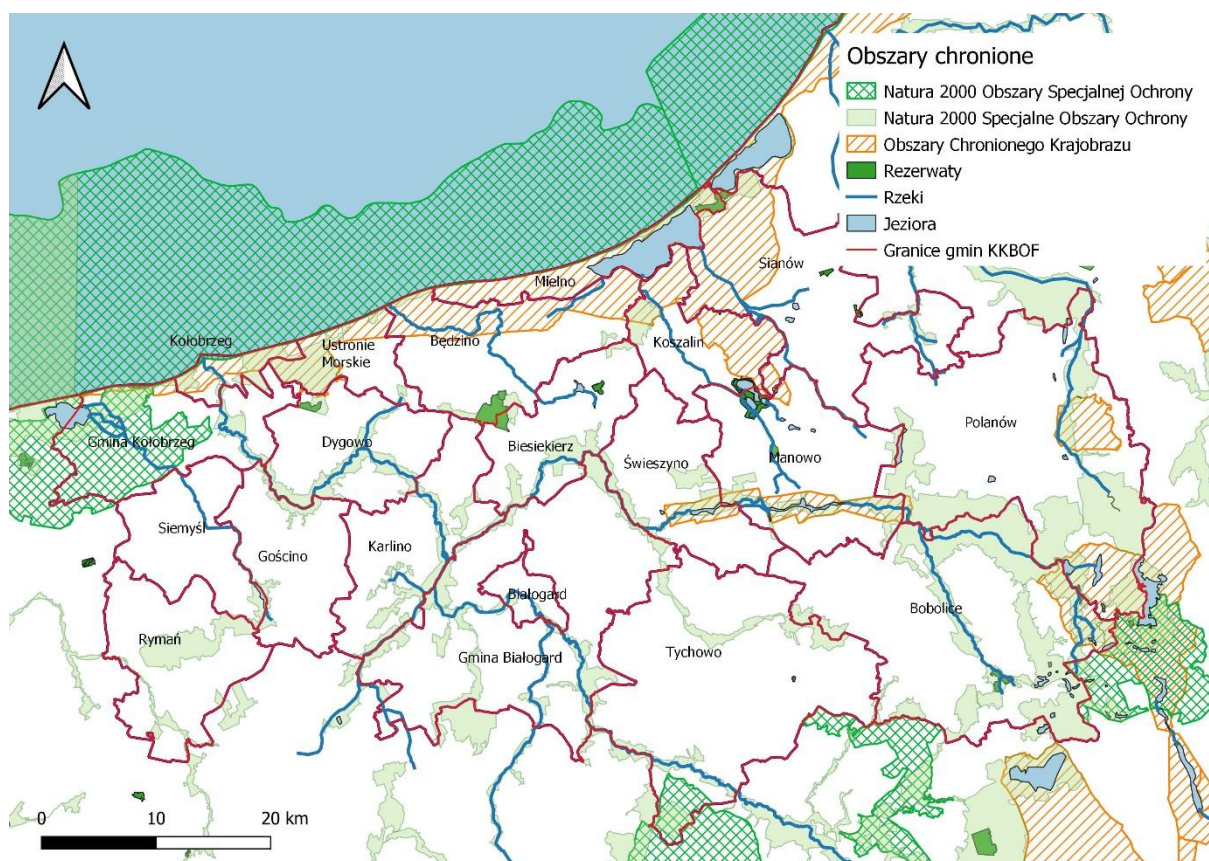 Obszary chronione
Natura 2000 Obszary Specjalnej Ochrony
Natura 2000 Specjalne Obszary Ochrony
Obszary Chronionego Krajobrazu
Rezerwaty
Rzeki
Jeziora
Granice gmin KKBOF
Sianów
Mielno
Kołobrzeg
Ustronie
Morskie
Będzino
Koszalin
Polanów
Gmina Kołobrzeg
Dygowo
Biesiekierz
Świeszyno
Manowo
Siemyśl
Gościno
Karlino
Białogard
Bobolice
Rymań
Gmina Białogard
Tychowo
0 10 20 km